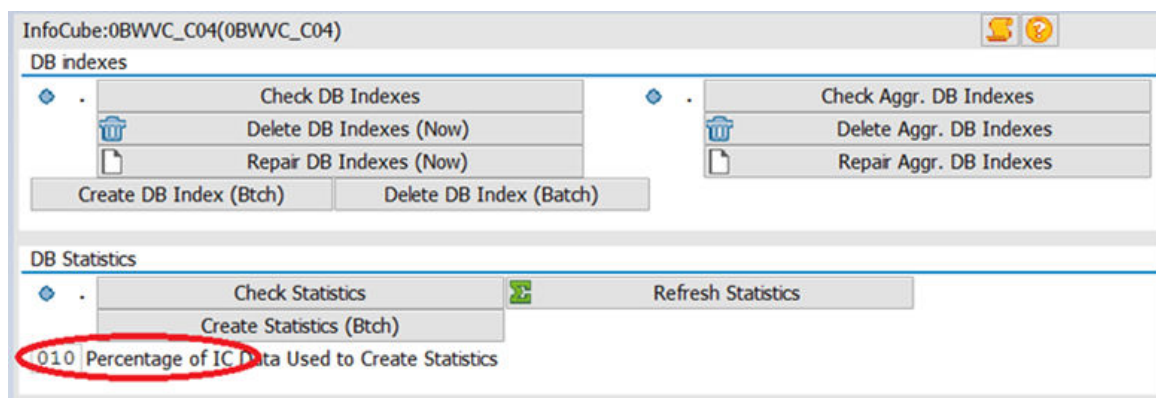 InfoCube:0BWVC_C04(0BWVC_C04)
DB indexes
. Check DB Indexes . Check Aggr. DB Indexes
Delete DB Indexes (Now) Delete Aggr. DB Indexes
Repair DB Indexes (Now) Repair Aggr. DB Indexes
Create DB Index (Btch) Delete DB Index (Batch)
DB Statistics
. Check Statistics Refresh Statistics
Create Statistics (Btch)
010 Percentage of IC Data Used to Create Statistics